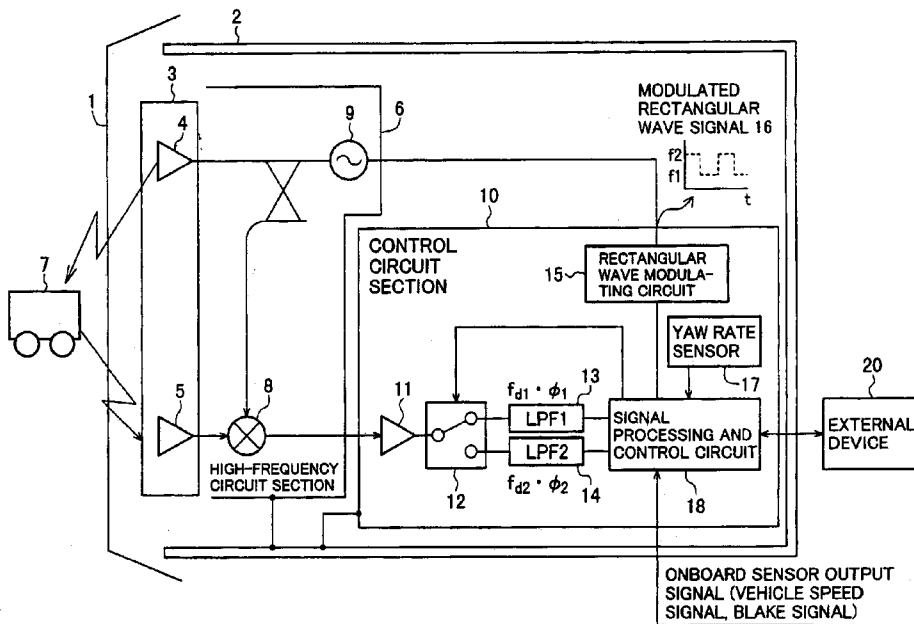 2
3
1
4
9
6
MODULATED
RECTANGULAR
WAVE SIGNAL 16
f2
f1
t
10
CONTROL
CIRCUIT
SECTION
15
RECTANGULAR
WAVE MODULA-
TING CIRCUIT
7
YAW RATE
SENSOR
17
20
5
8
11
fd1・φ1
13
LPF1
SIGNAL
PROCESSING AND
CONTROL CIRCUIT
EXTERNAL
DEVICE
LPF2
HIGH-FREQUENCY
CIRCUIT SECTION
12
fd2・φ2
14
18
ONBOARD SENSOR OUTPUT
SIGNAL (VEHICLE SPEED
SIGNAL, BLAKE SIGNAL)